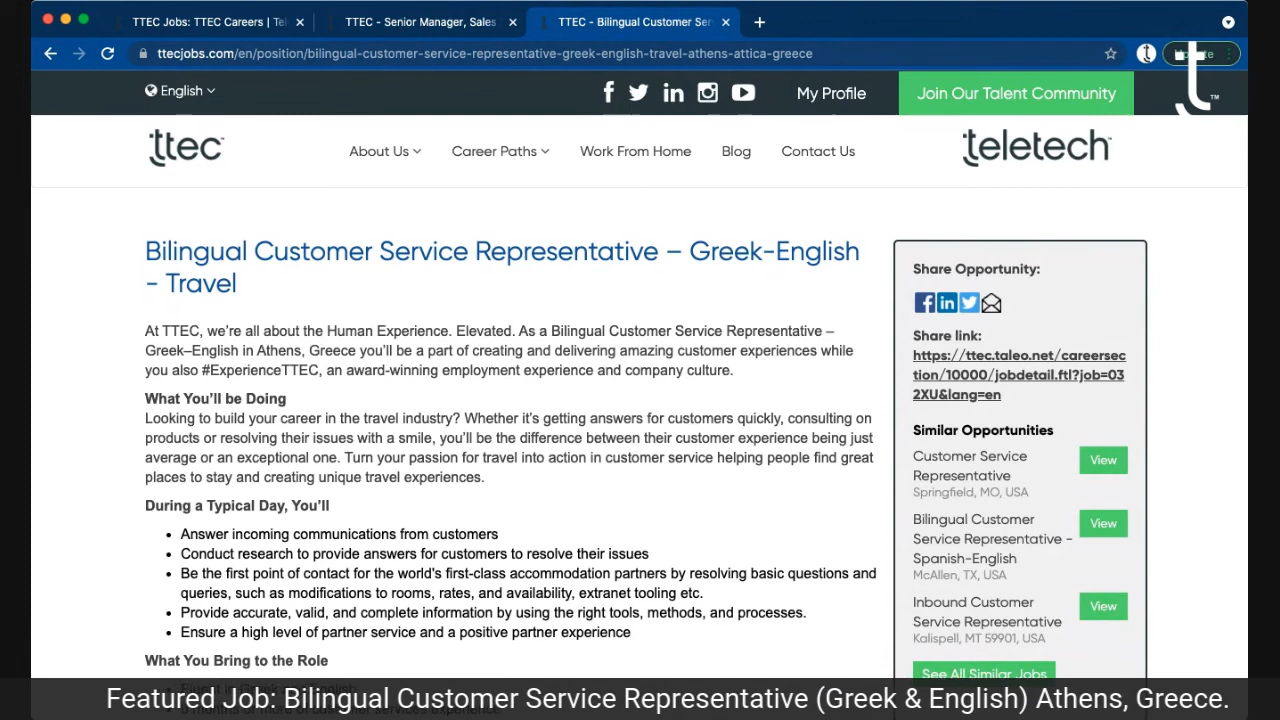 TTEC Jobs: TTEC Careers | Tel
TTEC - Senior Manager, Sales
TTEC - Bilingual Customer Ser
ttecjobs.com/en/position/bilingual-customer-service-representative-greek-english-travel-athens-attica-greece
English
My Profile
Join Our Talent Community
t™
ttec™
About Us
Career Paths
Work From Home
Blog
Contact Us
teletech™
Bilingual Customer Service Representative – Greek-English
- Travel
At TTEC, we're all about the Human Experience. Elevated. As a Bilingual Customer Service Representative –
Greek–English in Athens, Greece you'll be a part of creating and delivering amazing customer experiences while
you also #ExperienceTTEC, an award-winning employment experience and company culture.
What You'll be Doing
Looking to build your career in the travel industry? Whether it's getting answers for customers quickly, consulting on
products or resolving their issues with a smile, you'll be the difference between their customer experience being just
average or an exceptional one. Turn your passion for travel into action in customer service helping people find great
places to stay and creating unique travel experiences.
During a Typical Day, You'll
• Answer incoming communications from customers
• Conduct research to provide answers for customers to resolve their issues
• Be the first point of contact for the world's first-class accommodation partners by resolving basic questions and
queries, such as modifications to rooms, rates, and availability, extranet tooling etc.
• Provide accurate, valid, and complete information by using the right tools, methods, and processes.
• Ensure a high level of partner service and a positive partner experience
What You Bring to the Role
Share Opportunity:
Share link:
https://ttec.taleo.net/careersec
tion/10000/jobdetail.ftl?job=03
2XU&lang=en
Similar Opportunities
Customer Service
Representative
Springfield, MO, USA
View
Bilingual Customer
Service Representative -
Spanish-English
McAllen, TX, USA
View
Inbound Customer
Service Representative
Kalispell, MT 59901, USA
View
See All Similar Jobs
Featured Job: Bilingual Customer Service Representative (Greek & English) Athens, Greece.